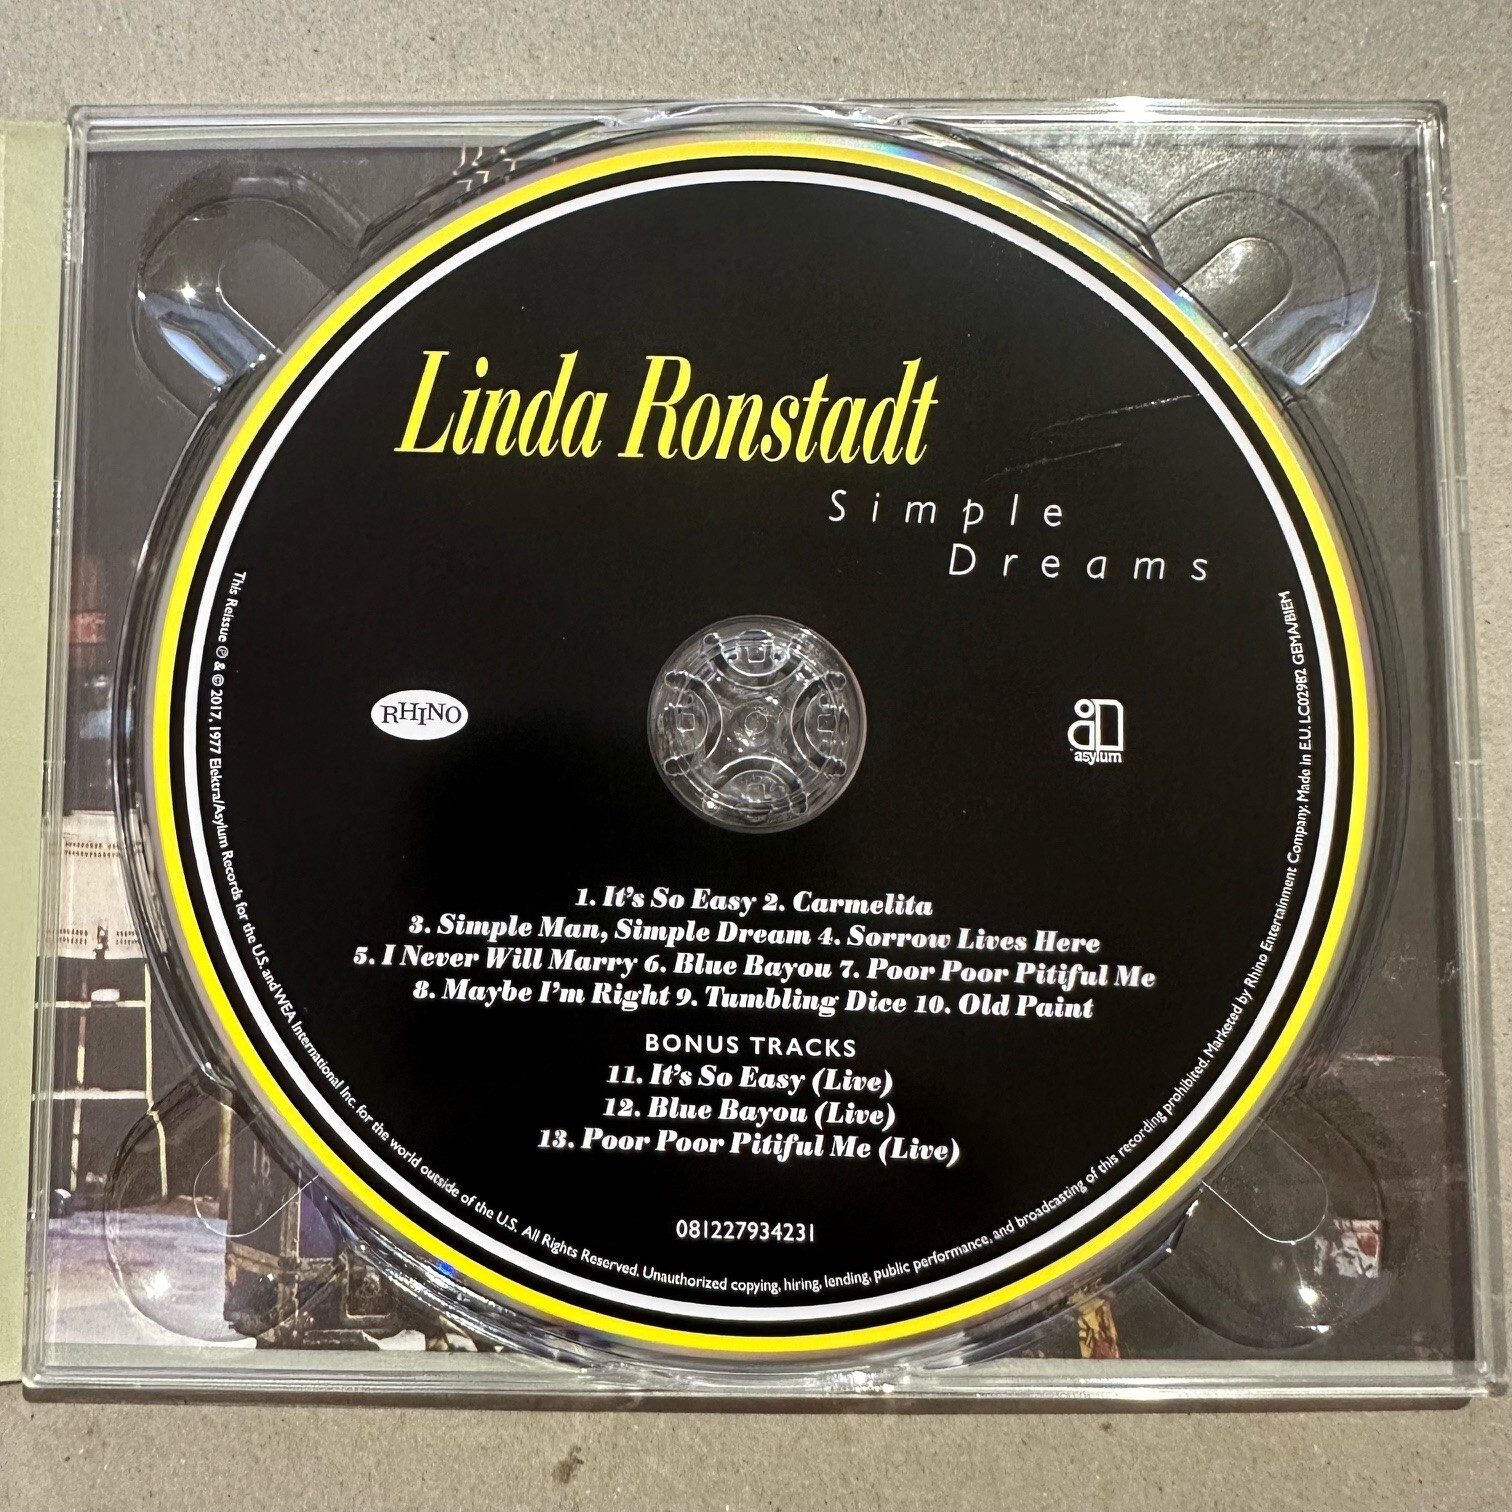 Linda Ronstadt
Simple
Dreams
RHINO
asylum
1. It's So Easy 2. Carmelita
3. Simple Man, Simple Dream 4. Sorrow Lives Here
5. I Never Will Marry 6. Blue Bayou 7. Poor Poor Pitiful Me
8. Maybe I'm Right 9. Tumbling Dice 10. Old Paint
BONUS TRACKS
11. It's So Easy (Live)
12. Blue Bayou (Live)
13. Poor Poor Pitiful Me (Live)
081227934231
This Reissue ℗ & © 2017, 1977 Elektra/Asylum Records for the U.S. and WEA International Inc. for the world outside of the U.S. All Rights Reserved. Unauthorized copying, hiring, lending, public performance, and broadcasting of this recording prohibited. Marketed by Rhino Entertainment Company. Made in E.U. LC02982 GEMA/BIEM